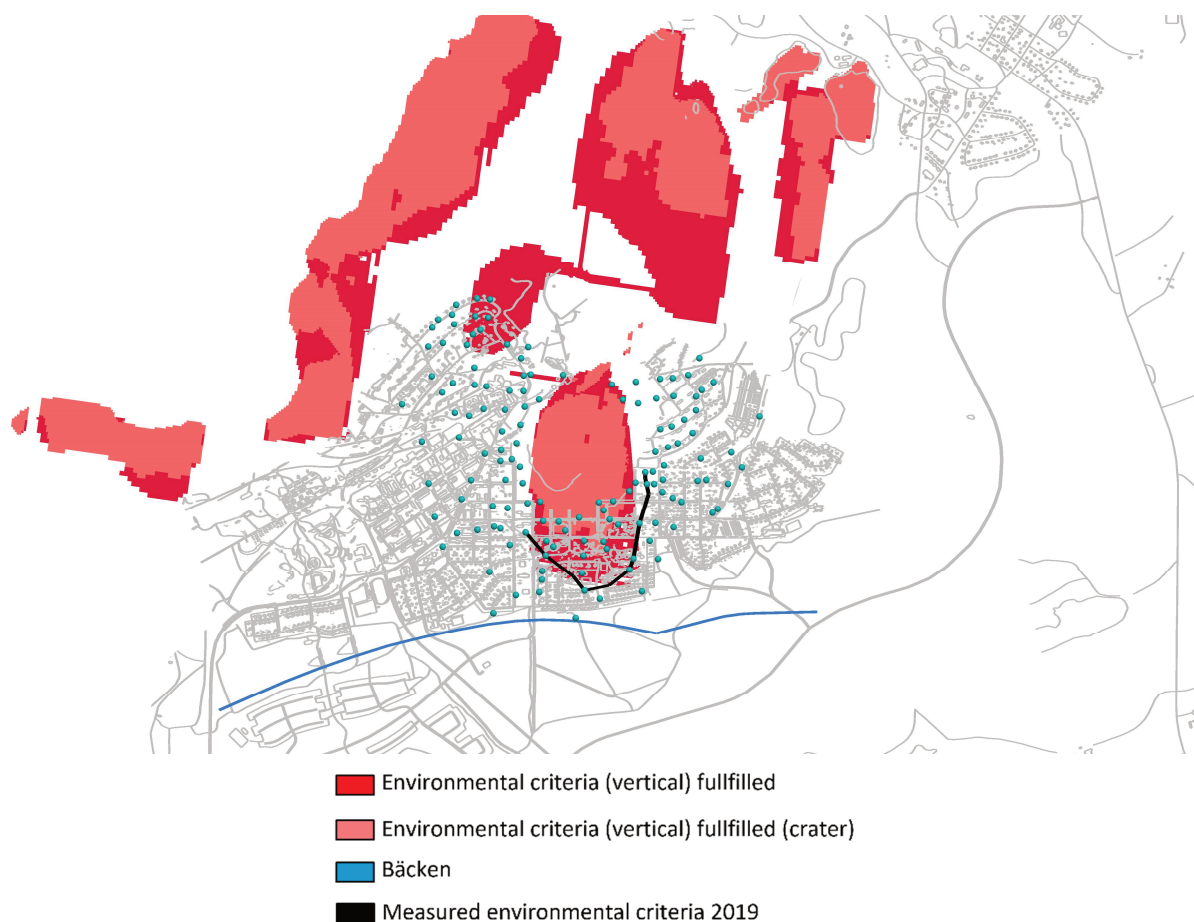 Environmental criteria (vertical) fullfilled
Environmental criteria (vertical) fullfilled (crater)
Bäcken
Measured environmental criteria 2019